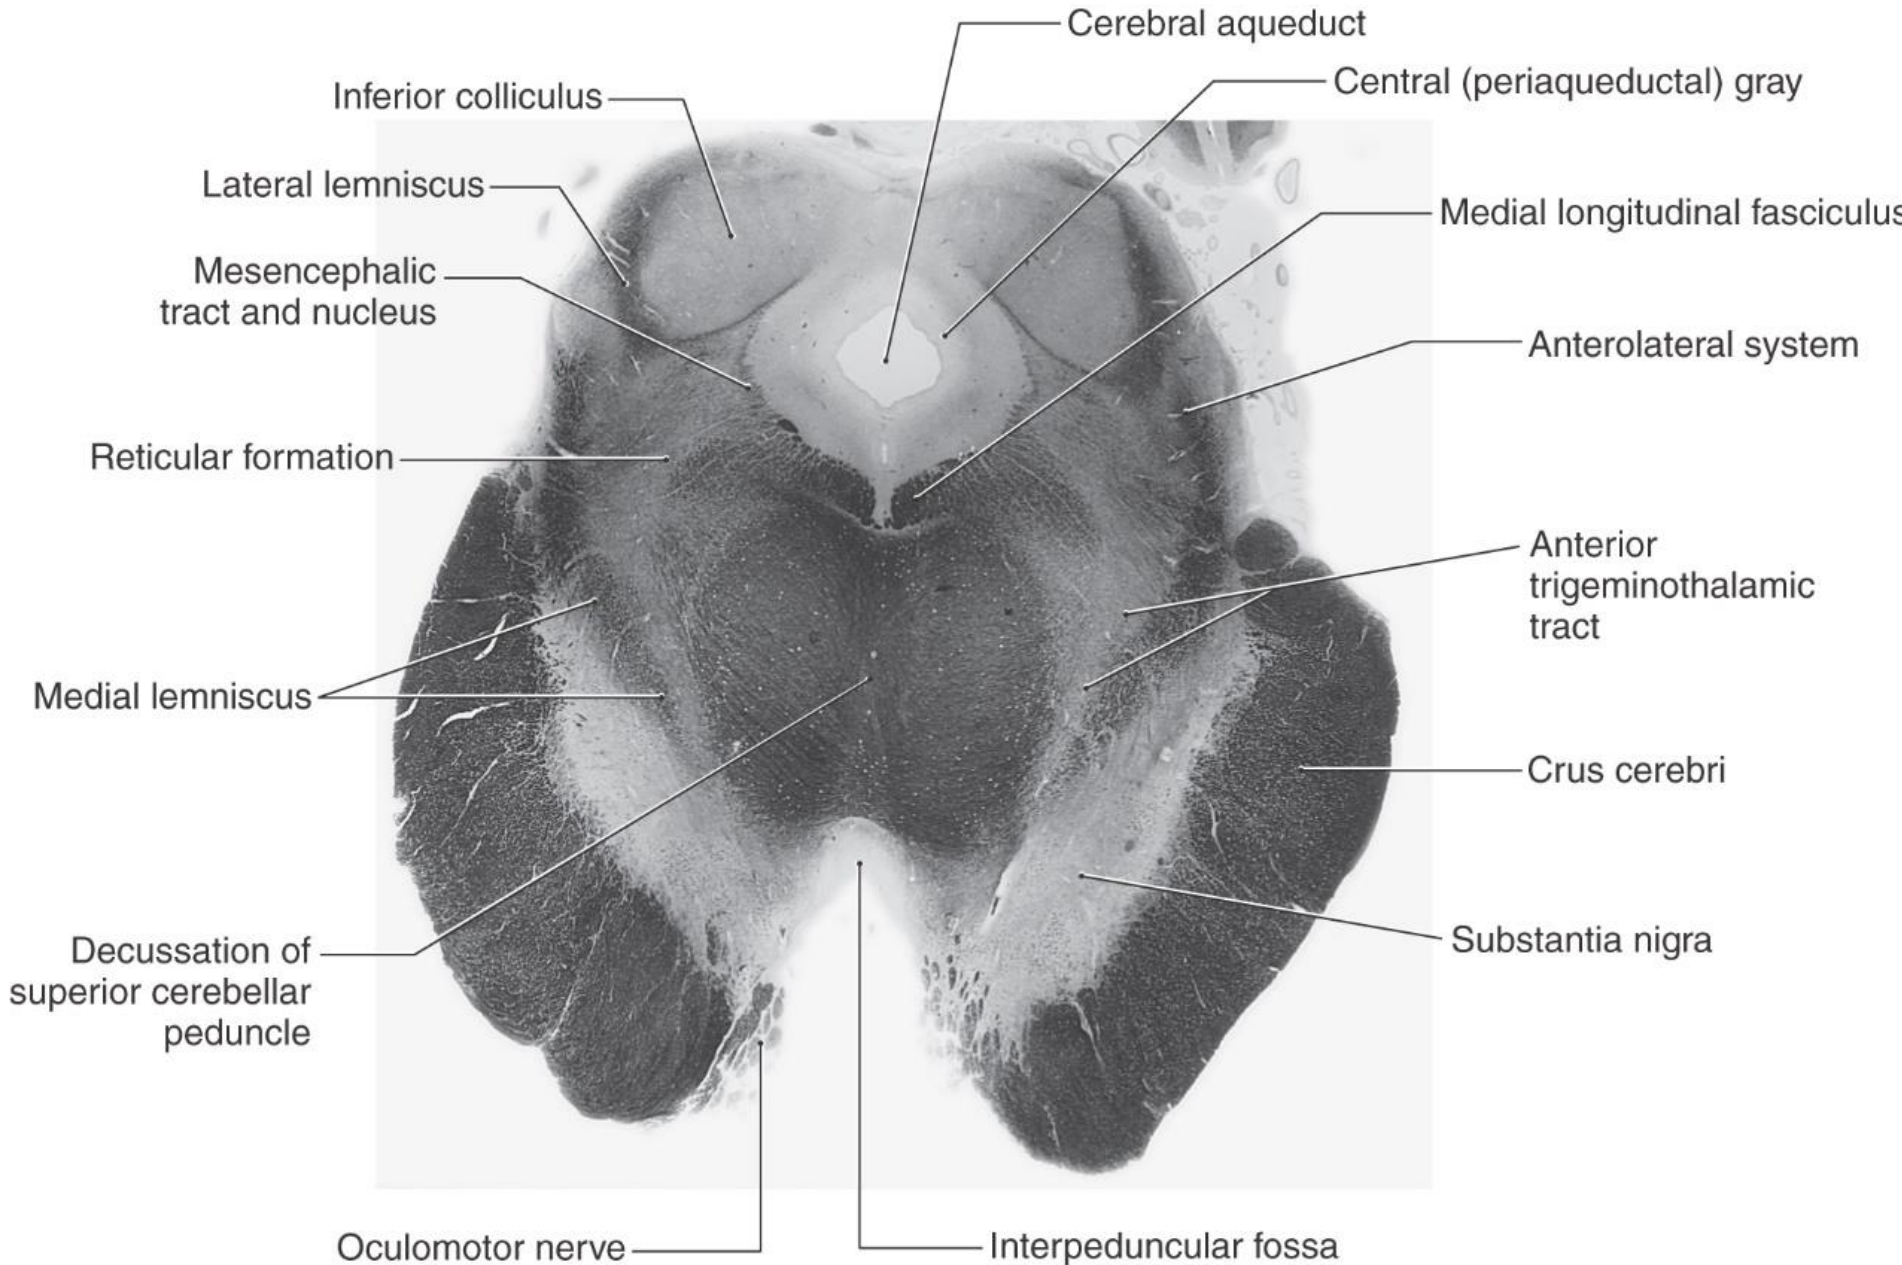 Cerebral aqueduct
Central (periaqueductal) gray
Inferior colliculus
Lateral lemniscus
Medial longitudinal fasciculus
Mesencephalic
tract and nucleus
Anterolateral system
Reticular formation
Anterior
trigeminothalamic
tract
Medial lemniscus
Crus cerebri
Decussation of
superior cerebellar
peduncle
Substantia nigra
Oculomotor nerve
Interpeduncular fossa